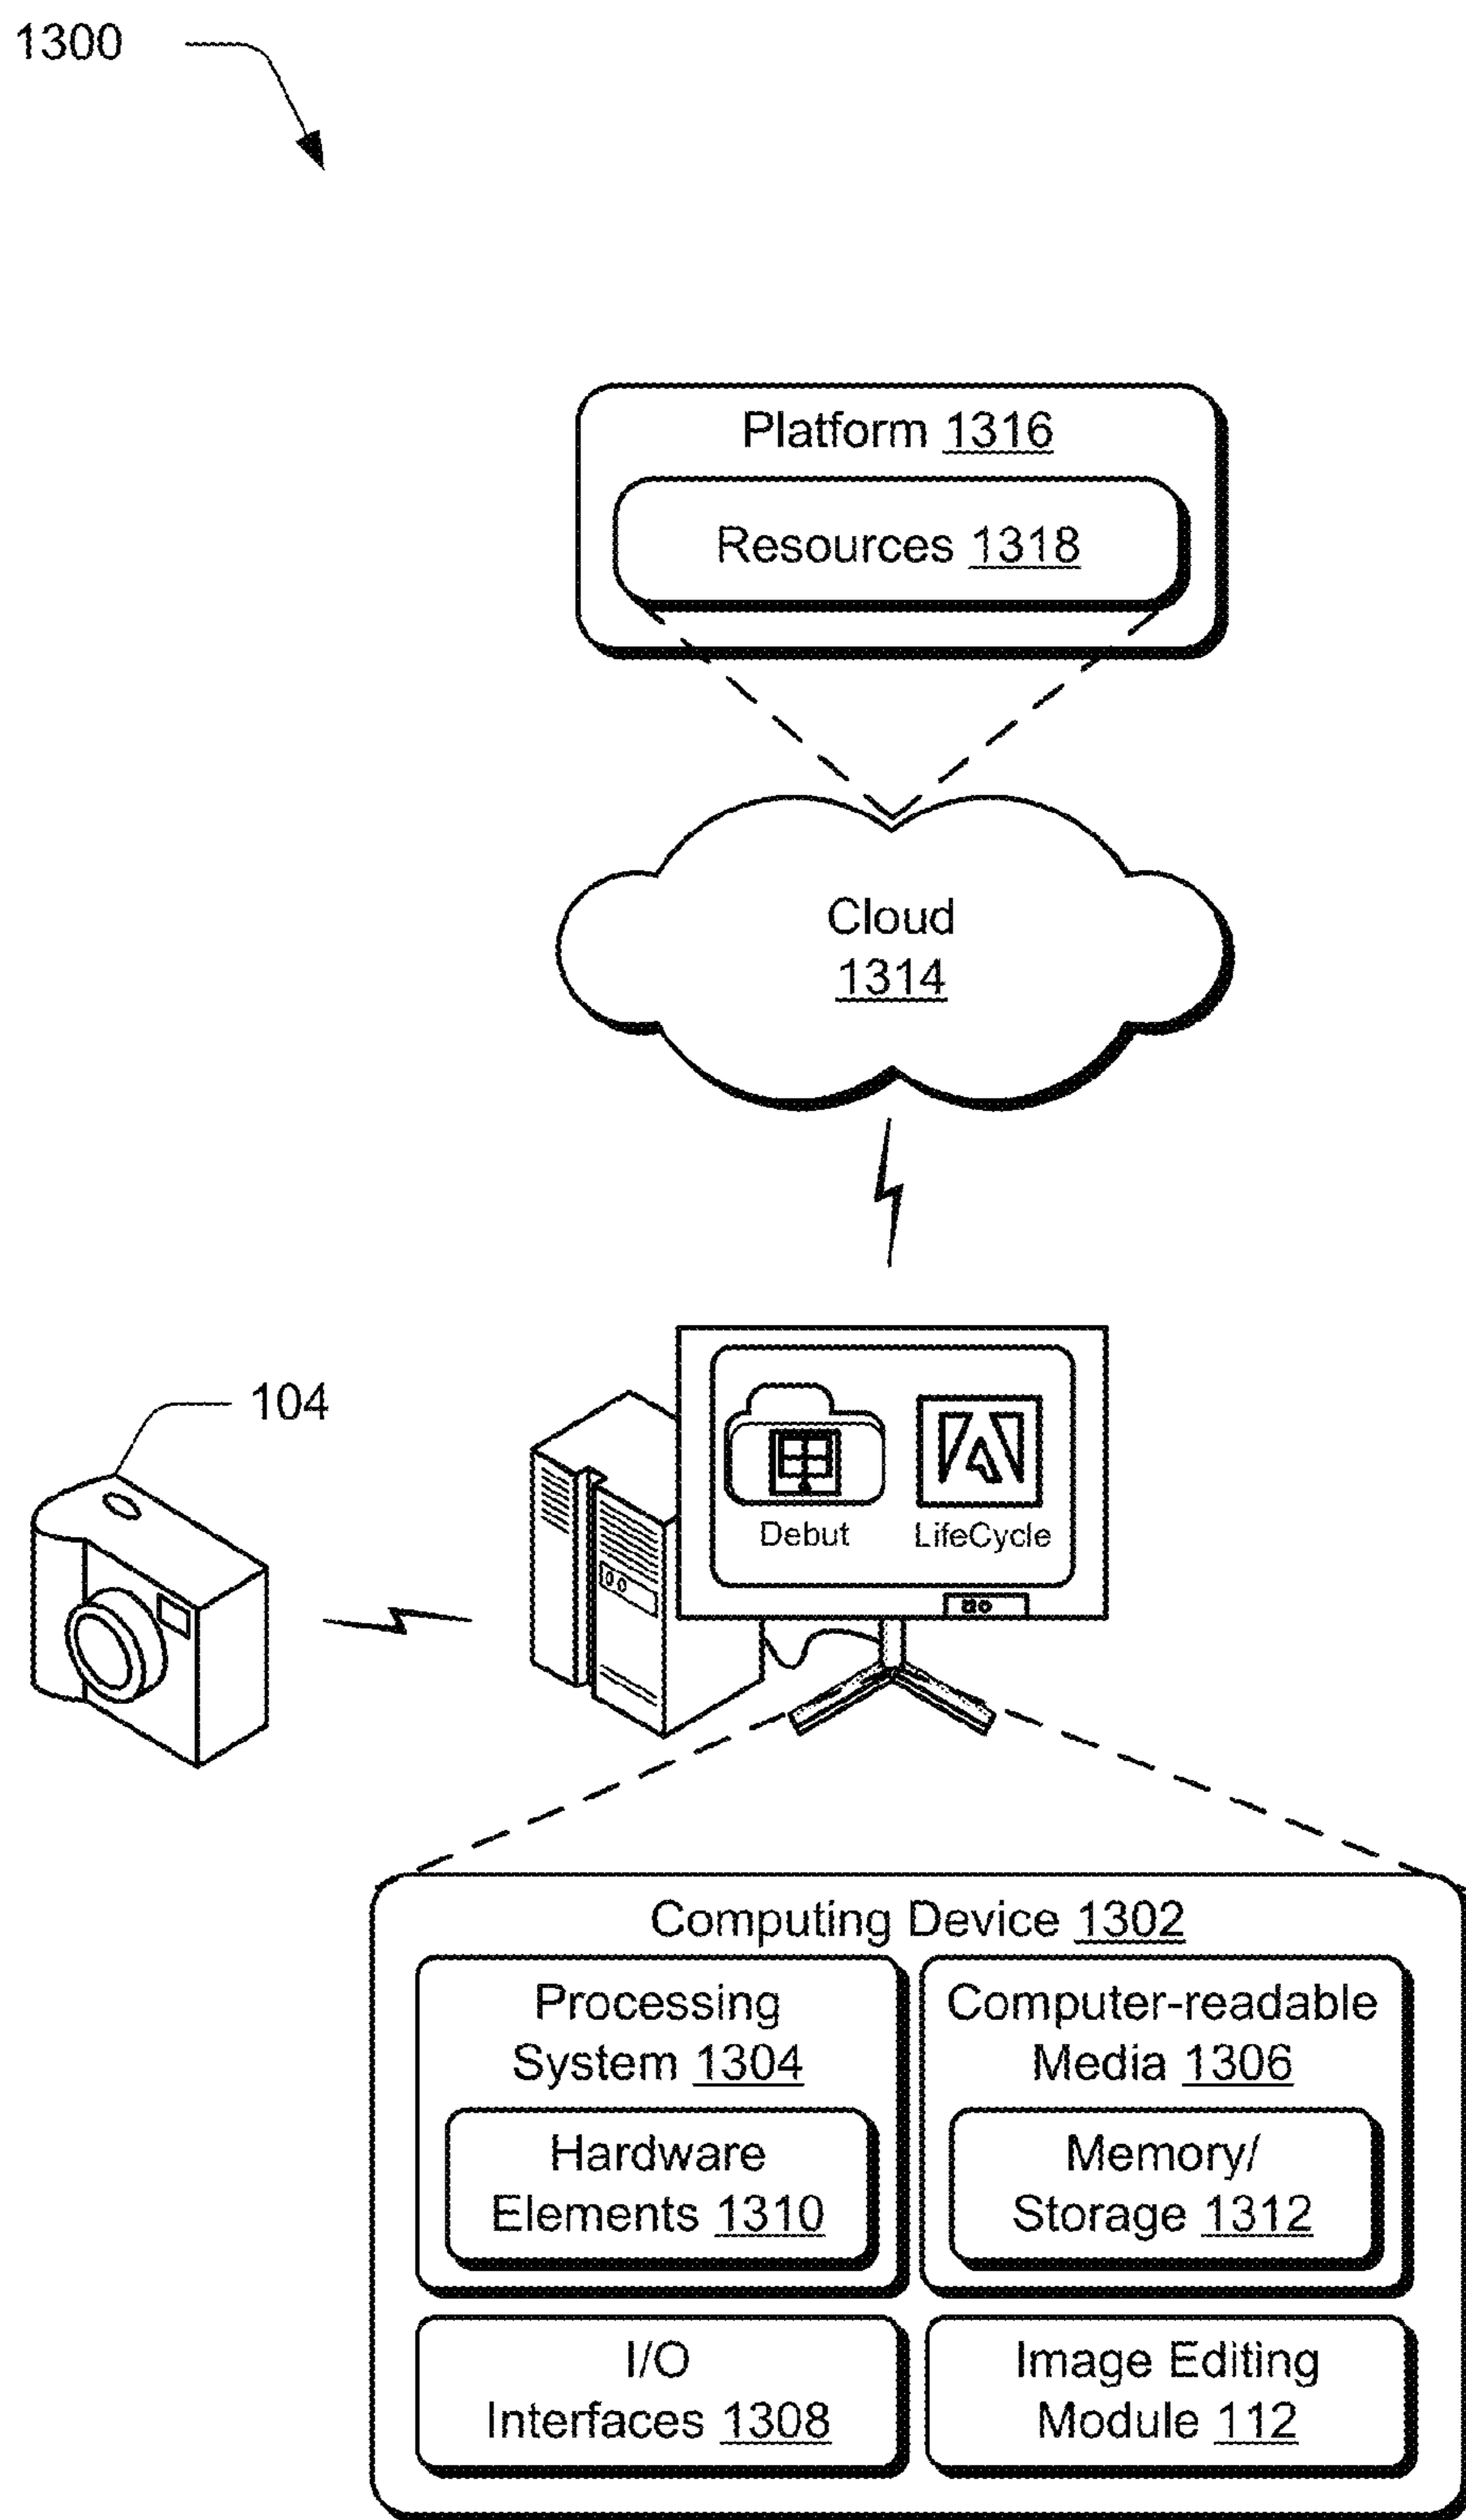 1300
Platform 1316
Resources 1318
Cloud
1314
104
Debut
LifeCycle
Computing Device 1302
Processing
System 1304
Hardware
Elements 1310
Computer-readable
Media 1306
Memory/
Storage 1312
I/O
Interfaces 1308
Image Editing
Module 112